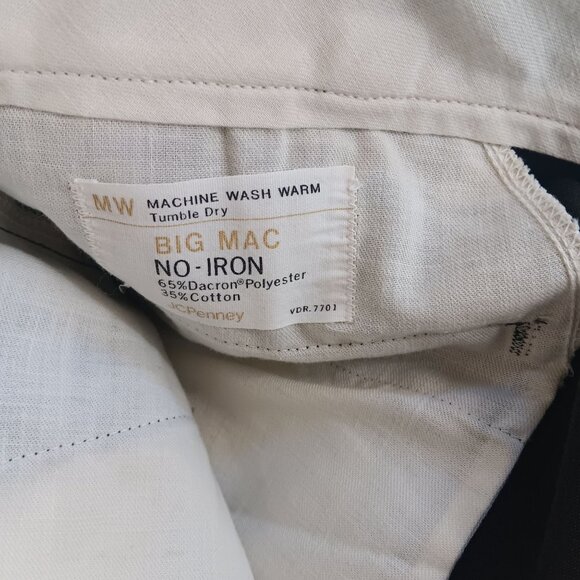 MW MACHINE WASH WARM
Tumble Dry
BIG MAC
NO-IRON
65% Dacron® Polyester
35% Cotton
JCPenney VDR. 7701